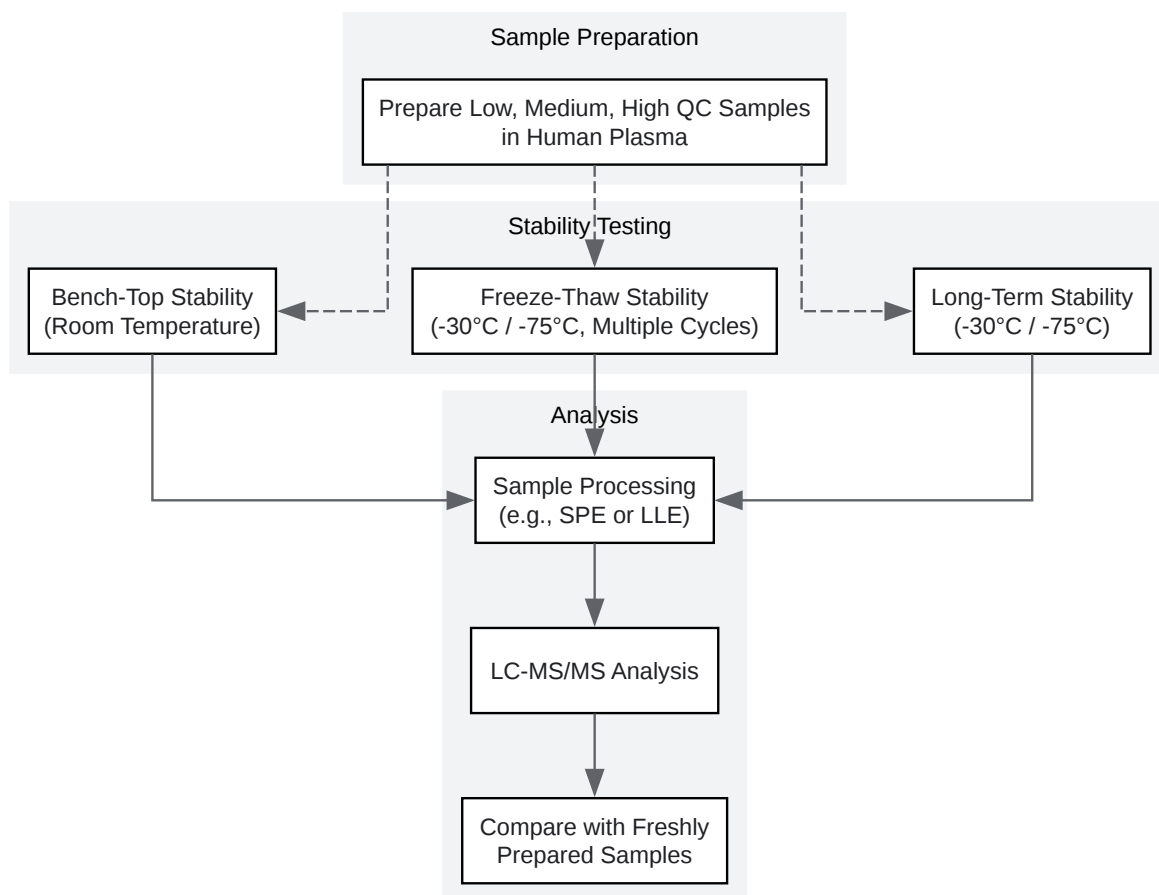 Sample Preparation
Prepare Low, Medium, High QC Samples
in Human Plasma
Stability Testing
Bench-Top Stability
(Room Temperature)
Freeze-Thaw Stability
(-30°C / -75°C, Multiple Cycles)
Long-Term Stability
(-30°C / -75°C)
Analysis
Sample Processing
(e.g., SPE or LLE)
LC-MS/MS Analysis
Compare with Freshly
Prepared Samples